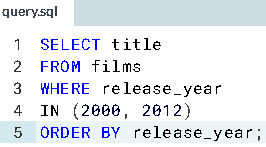 query.sql
1 SELECT title
2 FROM films
3 WHERE release_year
4 IN (2000, 2012)
5 ORDER BY release_year;